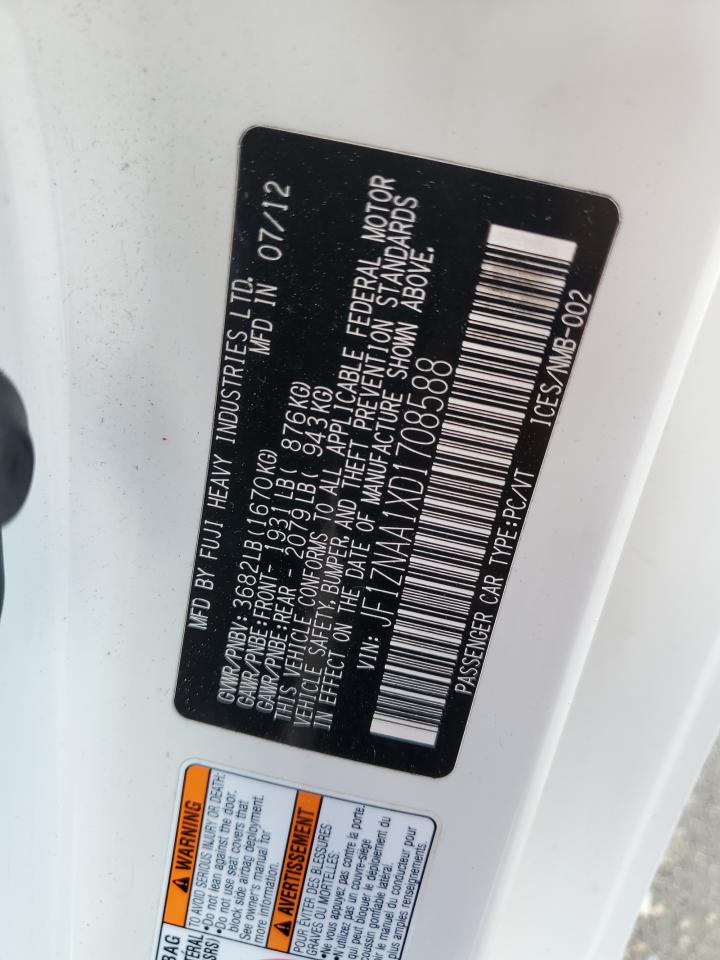 MFD BY FUJI HEAVY INDUSTRIES LTD.
MFD IN 07/12
GVWR/PNBV: 3682LB(1670KG)
GAWR/PNBE:FRONT- 1931LB( 876KG)
GAWR/PNBE:REAR - 2079LB( 943KG)
THIS VEHICLE CONFORMS TO ALL APPLICABLE FEDERAL MOTOR
VEHICLE SAFETY, BUMPER, AND THEFT PREVENTION STANDARDS
IN EFFECT ON THE DATE OF MANUFACTURE SHOWN ABOVE.
VIN: JF1ZNAA1XD1708588
PASSENGER CAR TYPE:PC/VT ICES/NMB-002
WARNING
TO AVOID SERIOUS INJURY OR DEATH:
•Do not lean against the door.
•Do not use seat covers that
block side airbag deployment.
See owner's manual for
more information.
AVERTISSEMENT
POUR ÉVITER DES BLESSURES
GRAVES OU MORTELLES:
•Ne vous appuyez pas contre la porte.
•N'utilisez pas un couvre-siège
qui peut bloquer le déploiement du
coussin gonflable latéral.
Voir le manuel du conducteur pour
plus amples renseignements.
BAG
SRS)